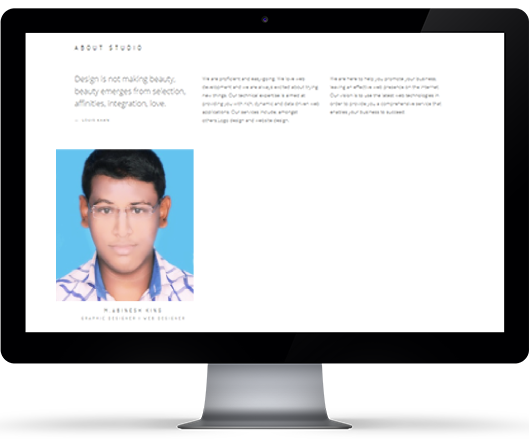 ABOUT STUDIO
Design is not making beauty,
beauty emerges from selection,
affinities, integration, love.
We are proficient and easy-going. We love web
development and we are always excited about trying
new things. Our technical expertise is aimed at
providing you with rich, dynamic and data driven web
applications. Our services include, amongst
others,Logo design and website design.
We are here to help you promote your business,
leaving an effective web presence on the Internet.
Our vision is to use the latest web technologies in
order to provide you a comprehensive service that
enables your business to succeed.
M.ABINESH KING
GRAPHIC DESIGNER / WEB DESIGNER